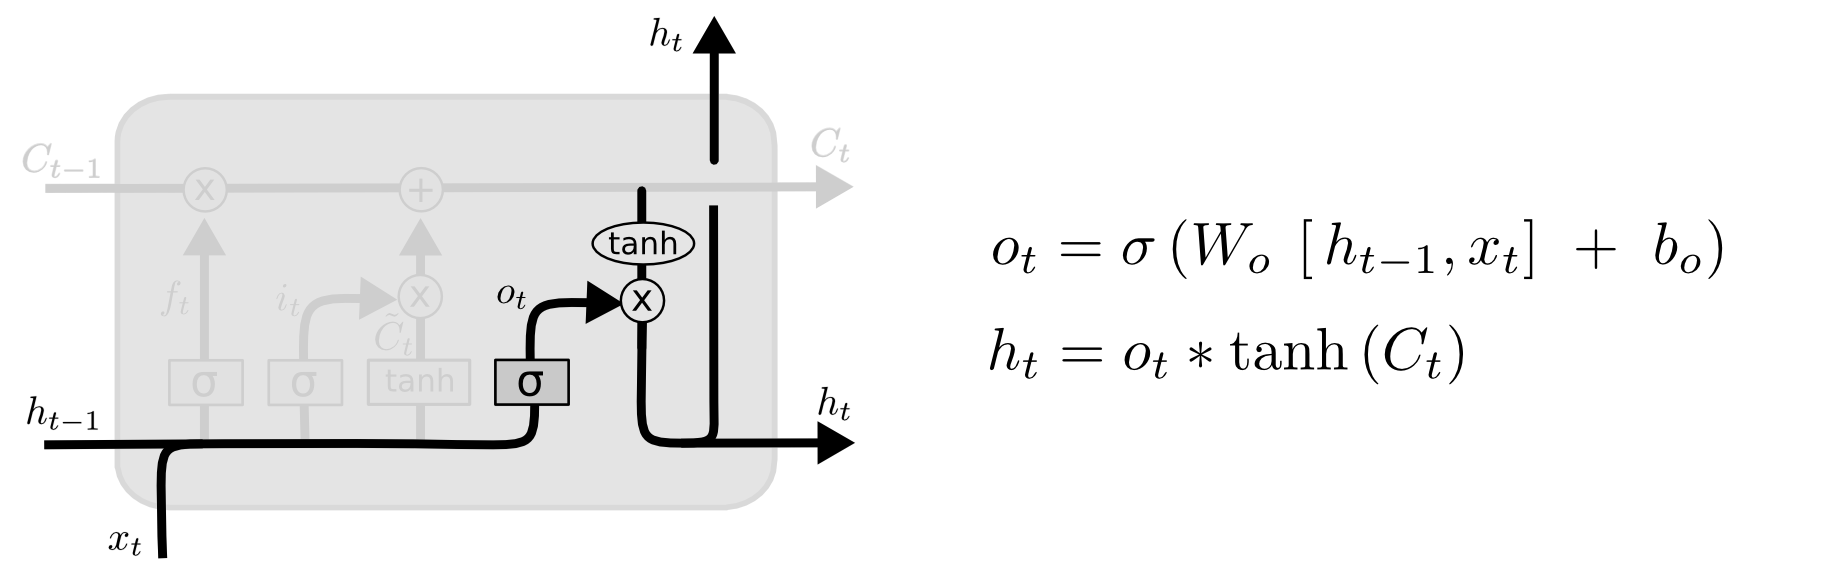 h_t
C_{t-1}
C_t
x
+
tanh
f_t
i_t
x
o_t
x
C̃_t
σ
σ
tanh
σ
h_{t-1}
h_t
x_t
o_t = σ (W_o [h_{t-1}, x_t] + b_o)
h_t = o_t * tanh (C_t)